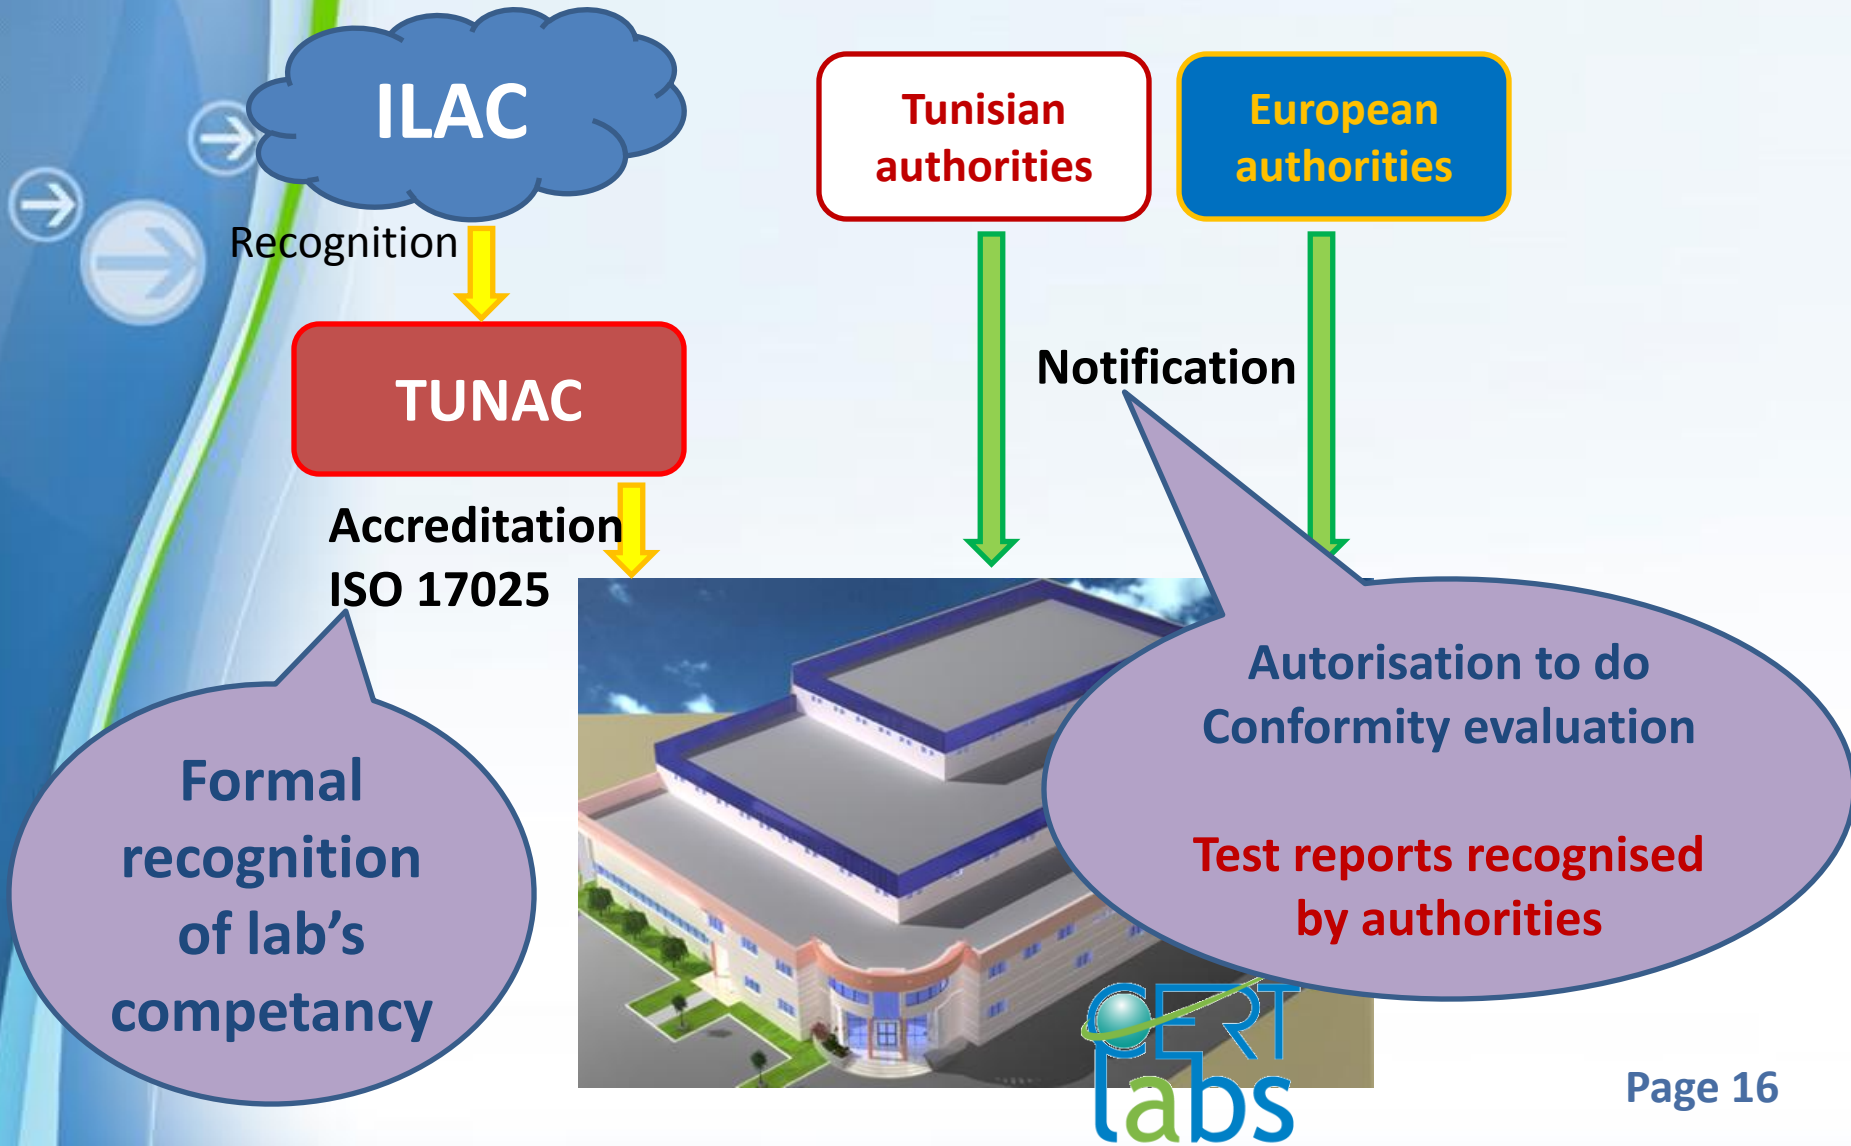 ILAC
Tunisian
authorities
European
authorities
Recognition
TUNAC
Notification
Accreditation
ISO 17025
Formal
recognition
of lab's
competancy
Autorisation to do
Conformity evaluation
Test reports recognised
by authorities
CERT
labs
Page 16